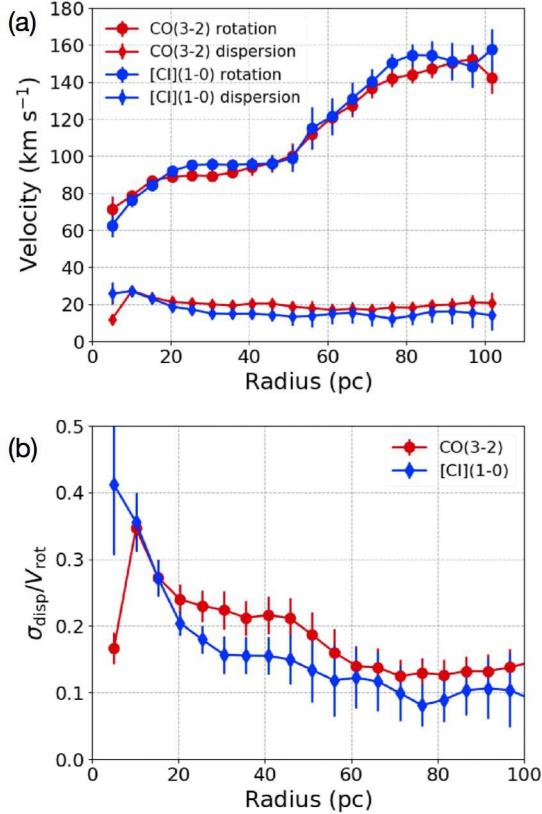 (a)
CO(3-2) rotation
CO(3-2) dispersion
[CI](1-0) rotation
[CI](1-0) dispersion
Velocity (km s⁻¹)
180
160
140
120
100
80
60
40
20
0
0 20 40 60 80 100
Radius (pc)
(b)
CO(3-2)
[CI](1-0)
σdisp/Vrot
0.5
0.4
0.3
0.2
0.1
0.0
0 20 40 60 80 100
Radius (pc)